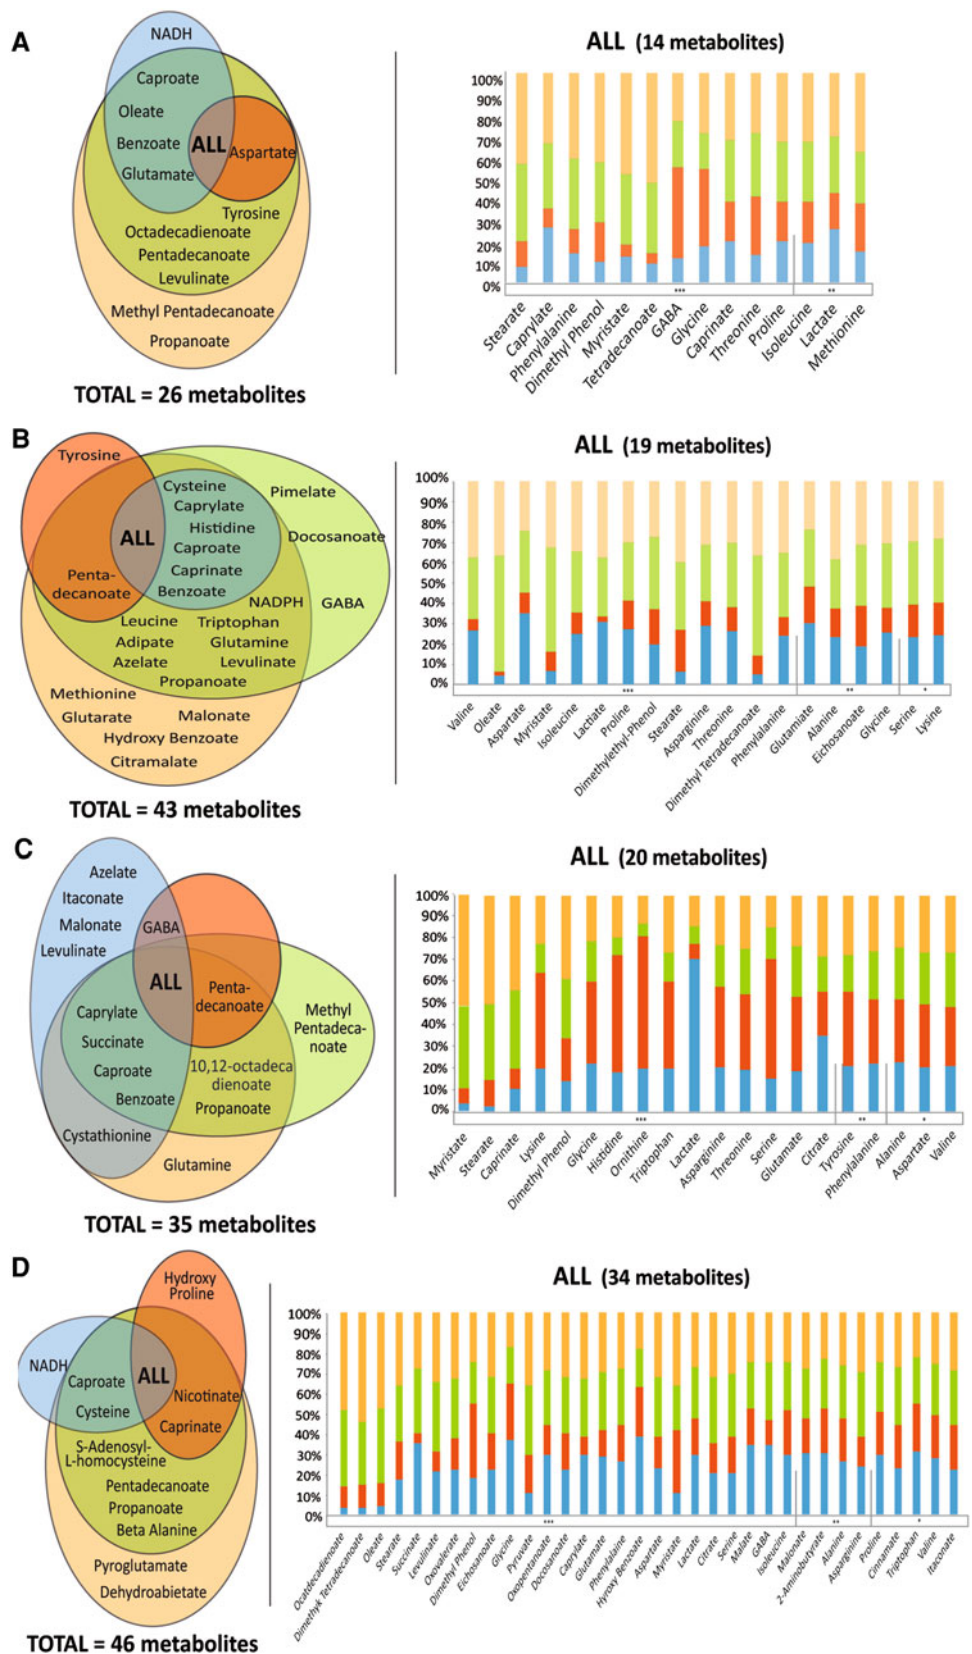 A
NADH
Caproate
Oleate
Benzoate
ALL
Aspartate
Glutamate
Tyrosine
Octadecadienoate
Pentadecanoate
Levulinate
Methyl Pentadecanoate
Propanoate
TOTAL = 26 metabolites
ALL (14 metabolites)
100%
90%
80%
70%
60%
50%
40%
30%
20%
10%
0%
***
**
Stearate
Caprylate
Phenylalanine
Dimethyl Phenol
Myristate
Tetradecanoate
GABA
Glycine
Caprinate
Threonine
Proline
Isoleucine
Lactate
Methionine
B
Tyrosine
Cysteine
Pimelate
Caprylate
Histidine
ALL
Docosanoate
Caproate
Caprinate
Penta-
decanoate
Benzoate
NADPH
GABA
Leucine
Triptophan
Adipate
Glutamine
Azelate
Levulinate
Propanoate
Methionine
Glutarate
Malonate
Hydroxy Benzoate
Citramalate
TOTAL = 43 metabolites
ALL (19 metabolites)
100%
90%
80%
70%
60%
50%
40%
30%
20%
10%
0%
***
**
*
Valine
Oleate
Aspartate
Myristate
Isoleucine
Lactate
Proline
Dimethylethyl-Phenol
Stearate
Asparginine
Threonine
Dimethyl Tetradecanoate
Phenylalanine
Glutamiate
Alanine
Eichosanoate
Glycine
Serine
Lysine
C
Azelate
Itaconate
Malonate
GABA
Levulinate
ALL
Penta-
decanoate
Caprylate
Methyl
Pentadeca-
noate
Succinate
Caproate
10,12-octadeca
dienoate
Benzoate
Propanoate
Cystathionine
Glutamine
TOTAL = 35 metabolites
ALL (20 metabolites)
100%
90%
80%
70%
60%
50%
40%
30%
20%
10%
0%
***
**
*
Myristate
Stearate
Caprinate
Lysine
Dimethyl Phenol
Glycine
Histidine
Ornithine
Triptophan
Lactate
Asparginine
Threonine
Serine
Glutamate
Citrate
Tyrosine
Phenylalanine
Alanine
Aspartate
Valine
D
Hydroxy
Proline
NADH
Caproate
ALL
Nicotinate
Cysteine
Caprinate
S-Adenosyl-
L-homocysteine
Pentadecanoate
Propanoate
Beta Alanine
Pyroglutamate
Dehydroabietate
TOTAL = 46 metabolites
ALL (34 metabolites)
100%
90%
80%
70%
60%
50%
40%
30%
20%
10%
0%
***
**
*
Ocatdecadienoate
Dimethyk Tetradecanoate
Oleate
Stearate
Succinate
Levulinate
Oxovalerate
Dimethyl Phenol
Eichosanoate
Glycine
Pyruvate
Oxopentanoate
Docosanoate
Caprylate
Glutamate
Phenylalanine
Hyroxy Benzoate
Aspartate
Myristate
Lactate
Citrate
Serine
Malate
GABA
Isoleucine
Malonate
2-Aminobutyrate
Alanine
Asparginine
Proline
Cinnamate
Triptophan
Valine
Itaconate